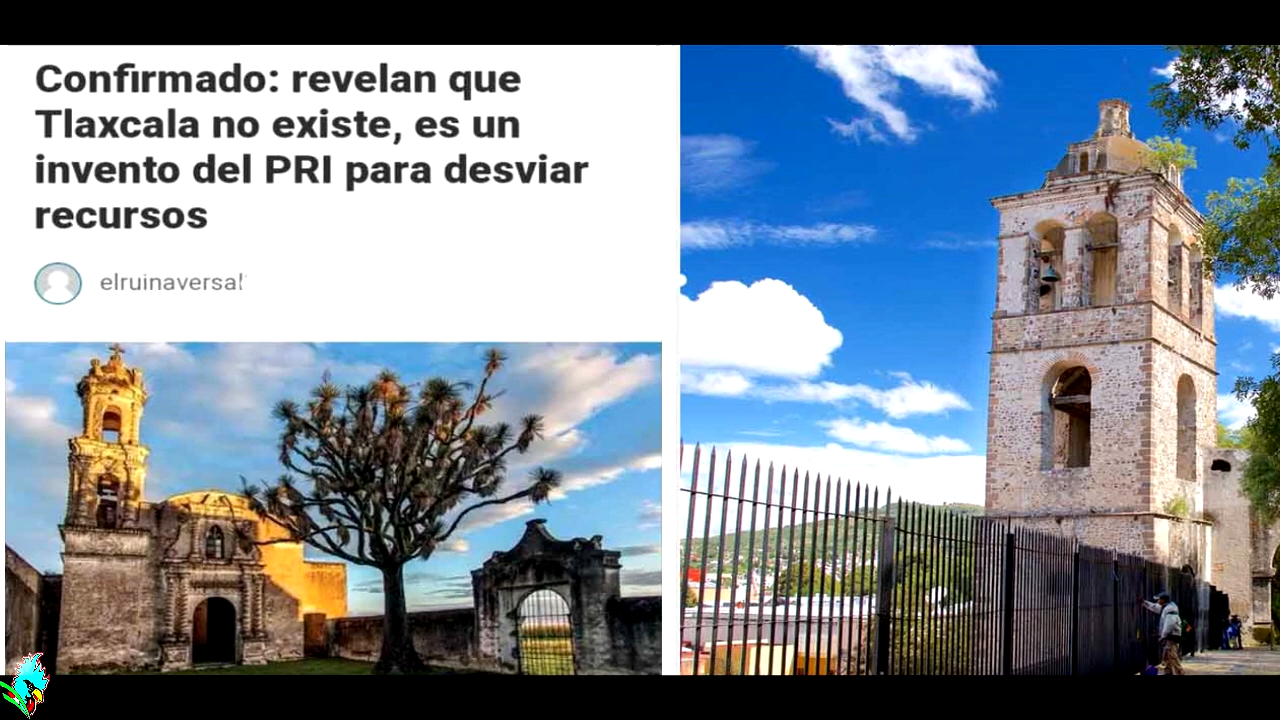 Confirmado: revelan que
Tlaxcala no existe, es un
invento del PRI para desviar
recursos
elruinaversal